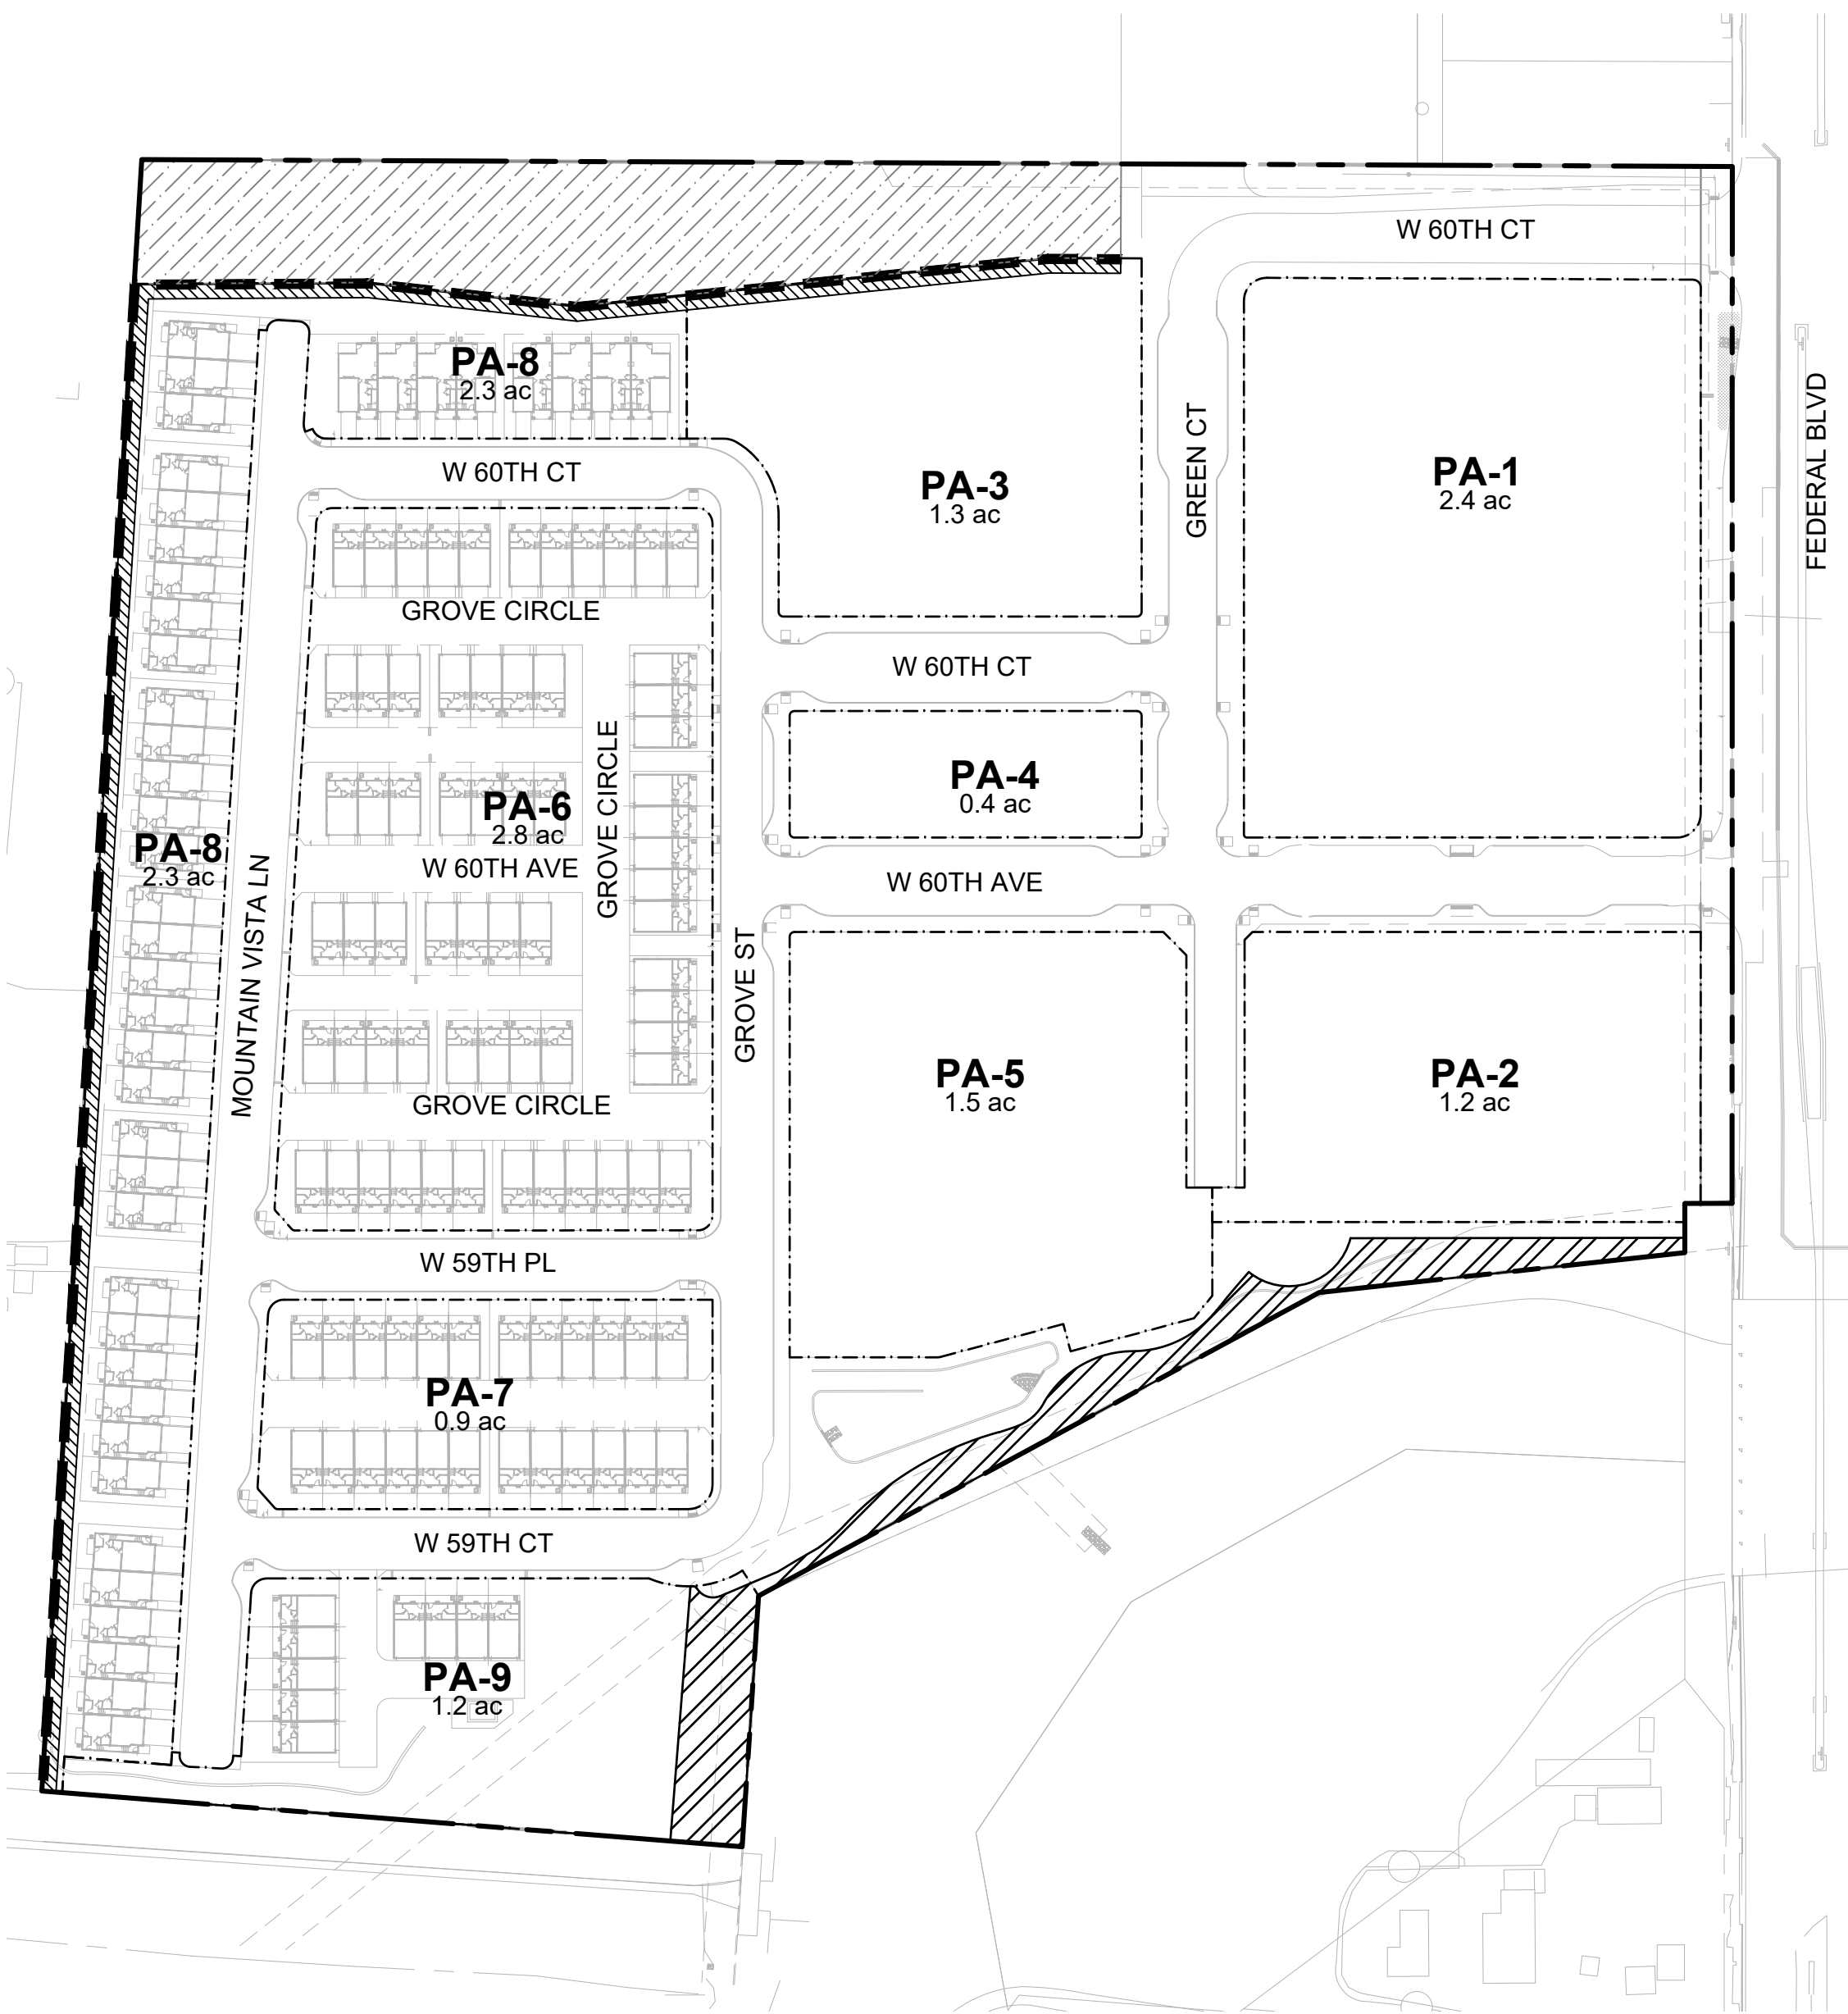 W 60TH CT
PA-8
2.3 ac
W 60TH CT
PA-3
1.3 ac
GREEN CT
PA-1
2.4 ac
FEDERAL BLVD
GROVE CIRCLE
W 60TH CT
GROVE CIRCLE
PA-4
0.4 ac
PA-6
2.8 ac
PA-8
2.3 ac
W 60TH AVE
W 60TH AVE
MOUNTAIN VISTA LN
GROVE ST
PA-5
1.5 ac
PA-2
1.2 ac
GROVE CIRCLE
W 59TH PL
PA-7
0.9 ac
W 59TH CT
PA-9
1.2 ac